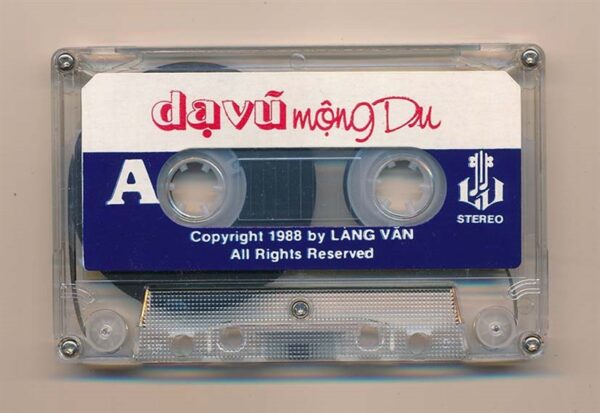 dạ vũ mộng Du
A
STEREO
Copyright 1988 by LÀNG VĂN
All Rights Reserved